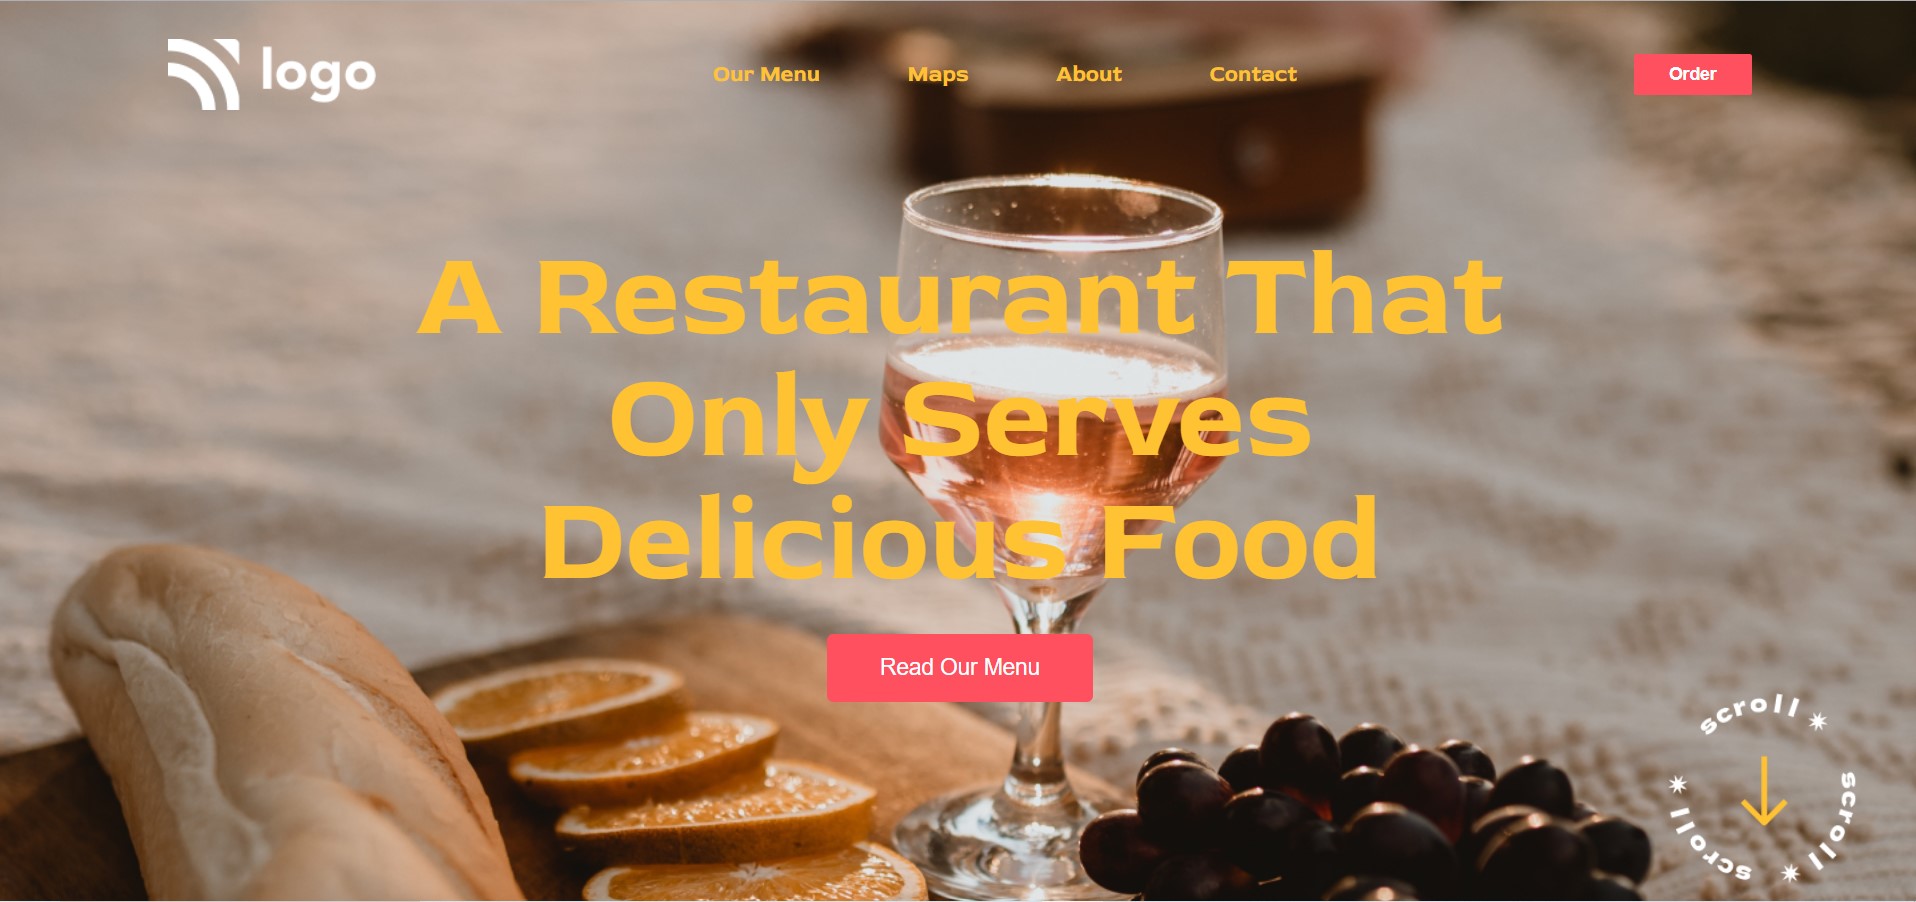 logo
Our Menu
Maps
About
Contact
Order
A Restaurant That
Only Serves
Delicious Food
Read Our Menu
scroll
scroll
scroll